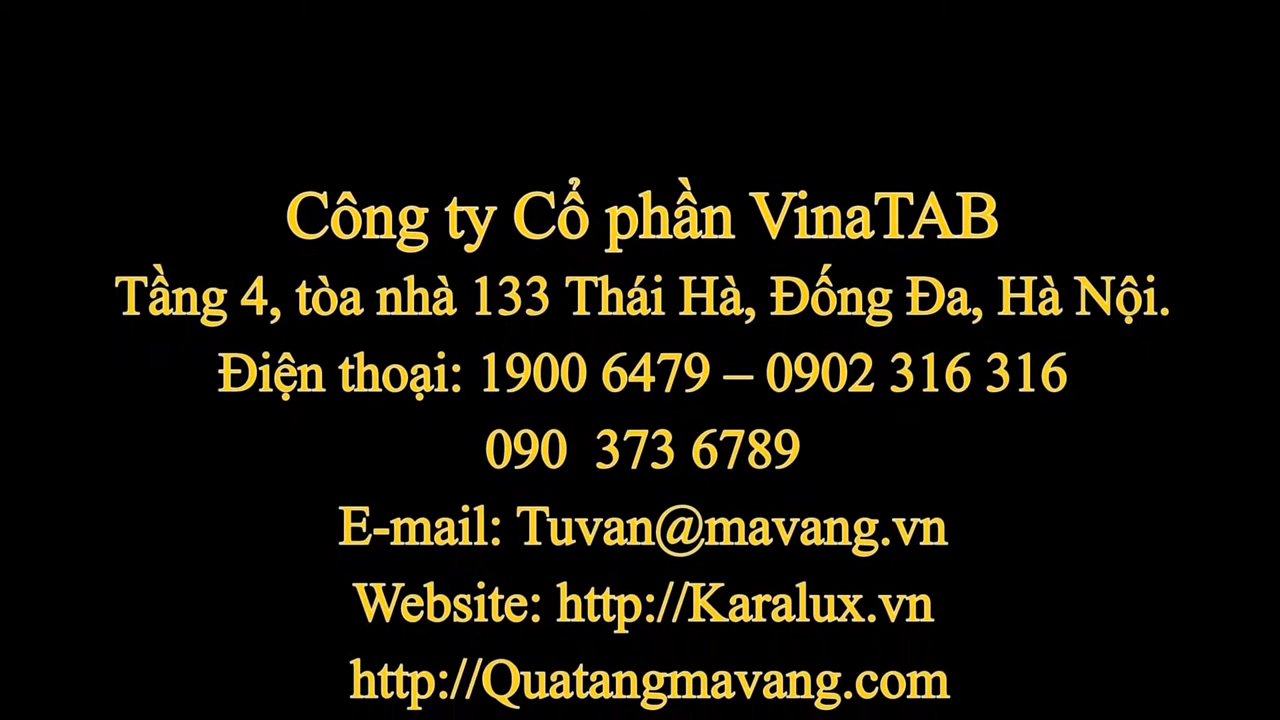 Công ty Cổ phần VinaTAB
Tầng 4, tòa nhà 133 Thái Hà, Đống Đa, Hà Nội.
Điện thoại: 1900 6479 – 0902 316 316
090  373 6789
E-mail: Tuvan@mavang.vn
Website: http://Karalux.vn
http://Quatangmavang.com